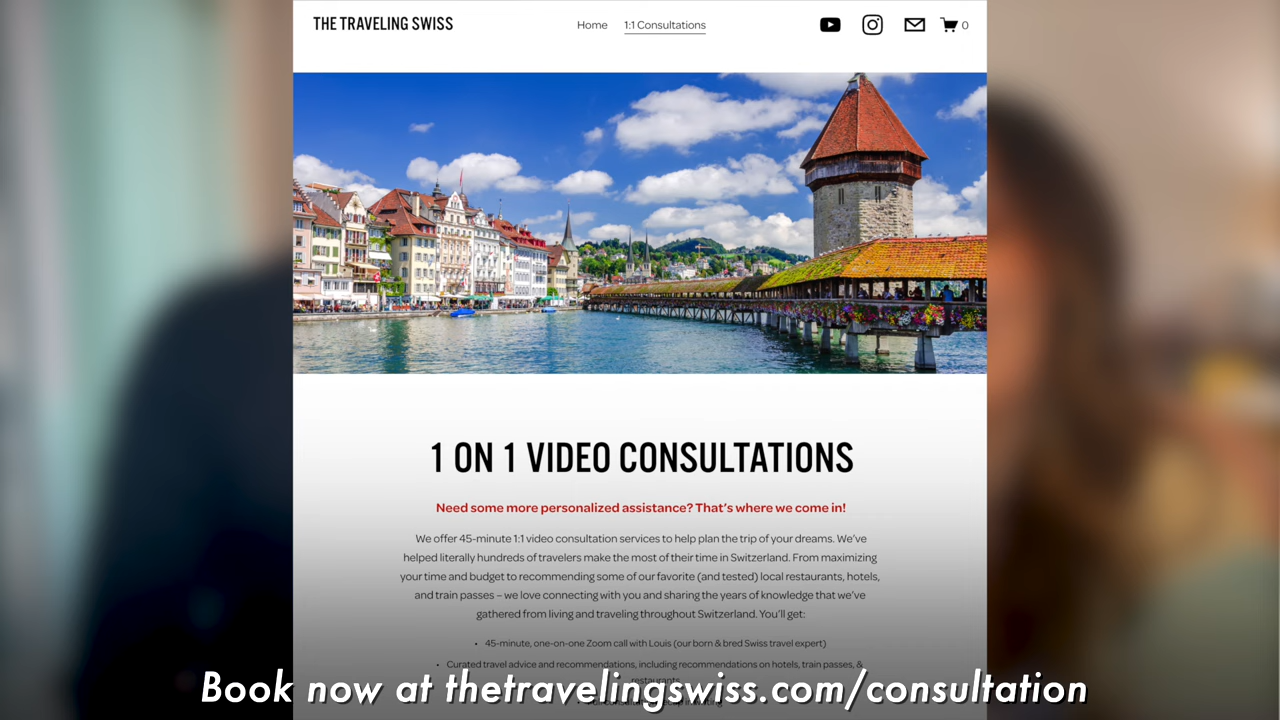 THE TRAVELING SWISS
Home 1:1 Consultations
0
1 ON 1 VIDEO CONSULTATIONS
Need some more personalized assistance? That's where we come in!
We offer 45-minute 1:1 video consultation services to help plan the trip of your dreams. We've
helped literally hundreds of travelers make the most of their time in Switzerland. From maximizing
your time and budget to recommending some of our favorite (and tested) local restaurants, hotels,
and train passes – we love connecting with you and sharing the years of knowledge that we've
gathered from living and traveling throughout Switzerland. You'll get:
• 45-minute, one-on-one Zoom call with Louis (our born & bred Swiss travel expert)
• Curated travel advice and recommendations, including recommendations on hotels, train passes, &
restaurants
Book now at thetravelingswiss.com/consultation